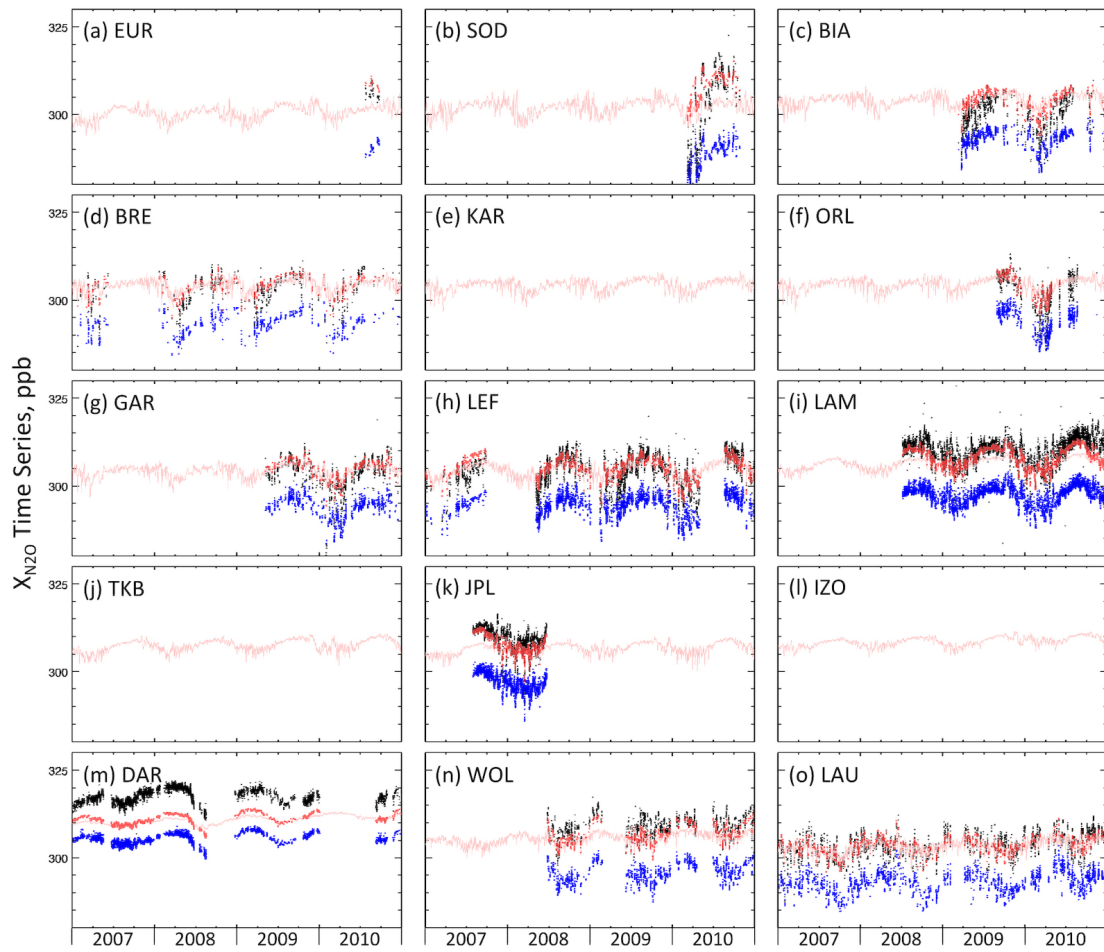 (a) EUR (b) SOD (c) BIA
325
300
(d) BRE (e) KAR (f) ORL
325
300
(g) GAR (h) LEF (i) LAM
325
300
(j) TKB (k) JPL (l) IZO
325
300
(m) DAR (n) WOL (o) LAU
325
300
2007 2008 2009 2010 2007 2008 2009 2010 2007 2008 2009 2010
XN2O Time Series, ppb